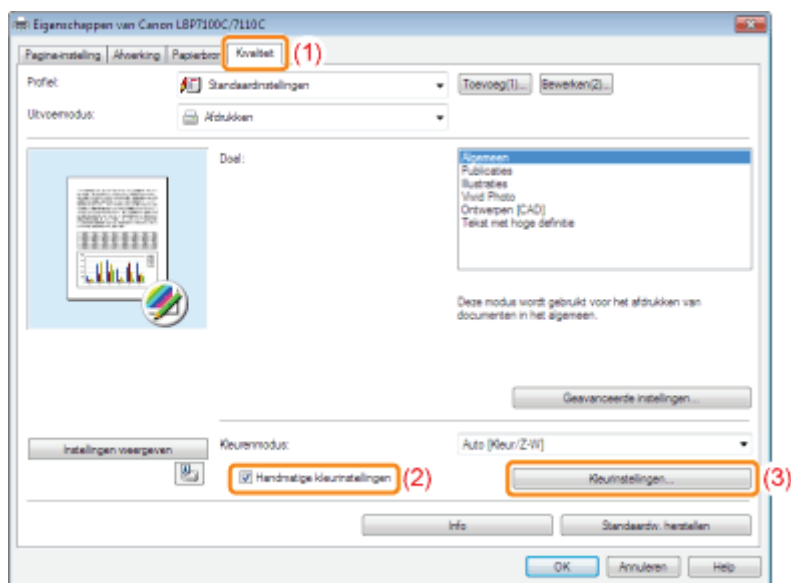 Eigenschappen van Canon LBP7100C/7110C
Pagina-instelling Afwerking Papierbron Kwaliteit (1)
Profiel: Standaardinstellingen Toevoeg(1)... Bewerken(2)...
Uitvoermodus: Afdrukken
Doel: Algemeen
Publicaties
Illustraties
Vivid Photo
Ontwerpen [CAD]
Tekst met hoge definitie
Deze modus wordt gebruikt voor het afdrukken van
documenten in het algemeen.
Geavanceerde instellingen...
Instellingen weergeven Kleurenmodus: Auto [Kleur/Z-W]
Handmatige kleurinstellingen (2) Kleurinstellingen... (3)
Info Standaardw. herstellen
OK Annuleren Help